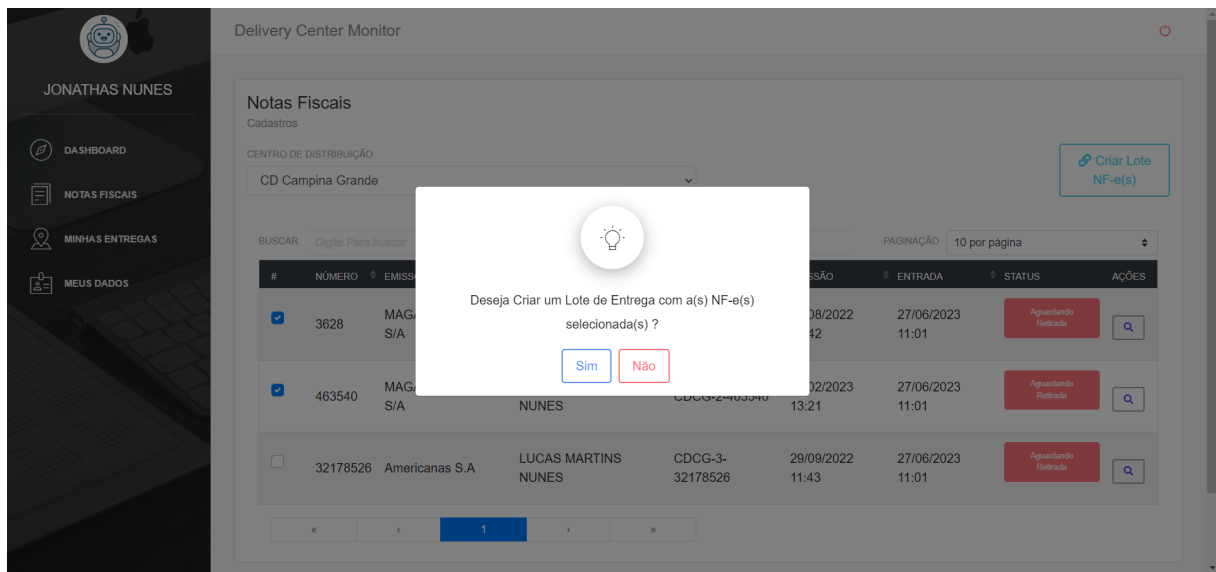 Delivery Center Monitor
JONATHAS NUNES
DASHBOARD
NOTAS FISCAIS
MINHAS ENTREGAS
MEUS DADOS
Notas Fiscais
Cadastros
CENTRO DE DISTRIBUIÇÃO
CD Campina Grande
Criar Lote
NF-e(s)
Deseja Criar um Lote de Entrega com a(s) NF-e(s)
selecionada(s) ?
Sim Não
BUSCAR Digite Para buscar PAGINAÇÃO 10 por página
# NÚMERO ENTRADA STATUS AÇÕES
3628 S/A 27/06/2023 11:01 Aguardando Retirada
463540 S/A NUNES CDCG-2-463540 13:21 27/06/2023 11:01 Aguardando Retirada
32178526 Americanas S.A LUCAS MARTINS NUNES CDCG-3-32178526 29/09/2022 11:43 27/06/2023 11:01 Aguardando Retirada
« ‹ 1 › »